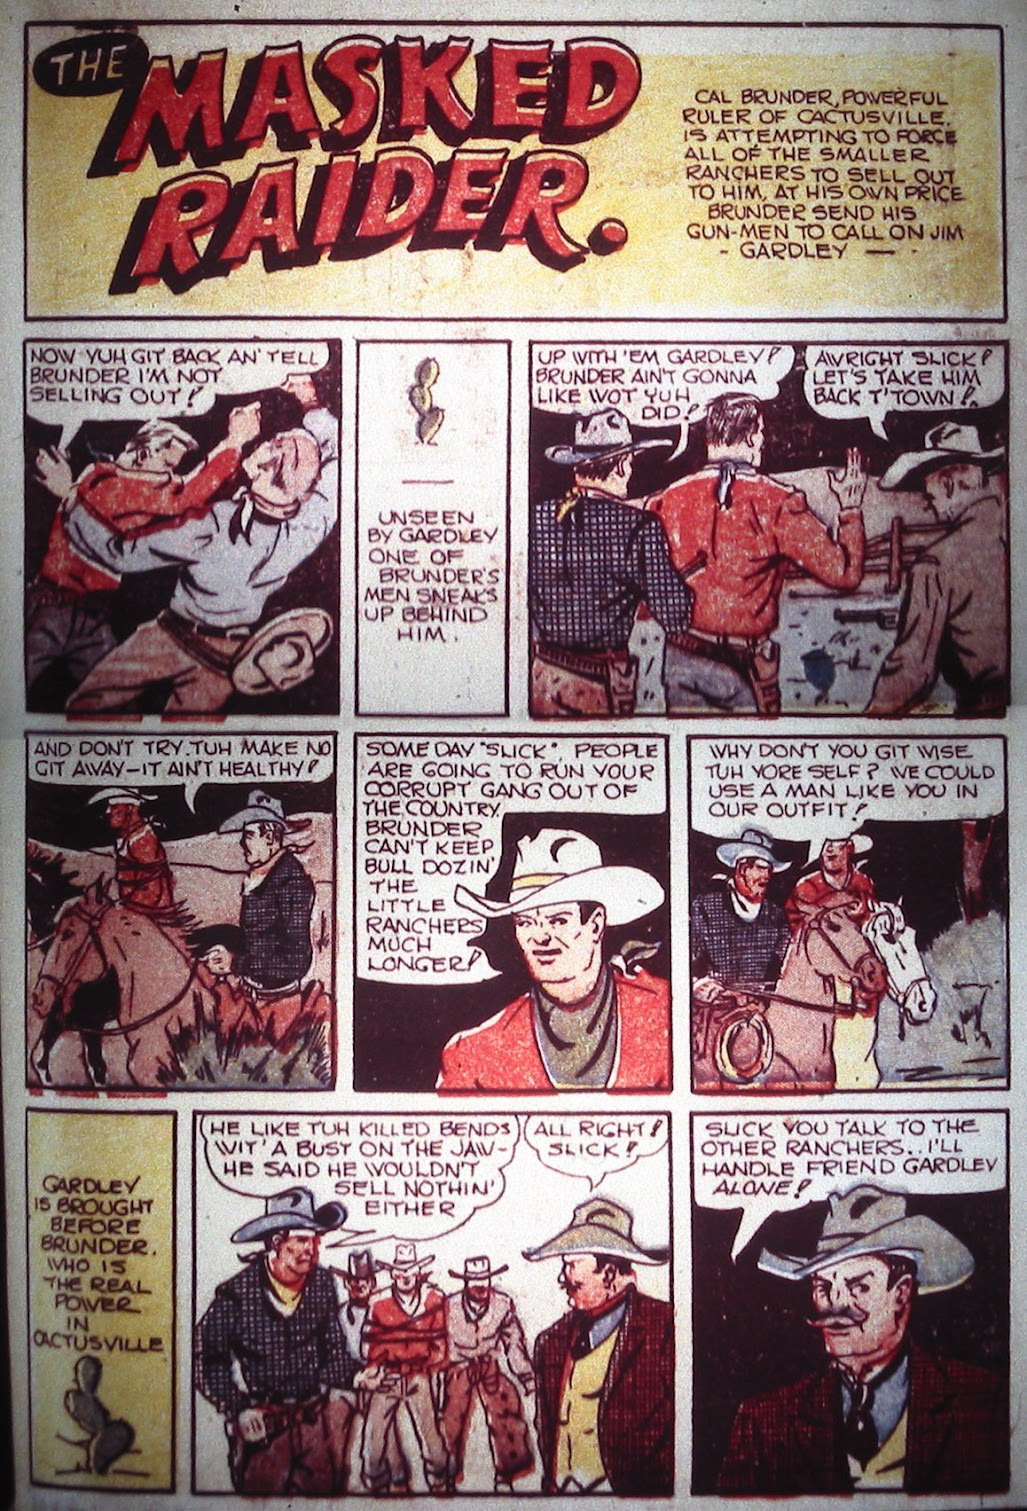 THE
MASKED
RAIDER.
CAL BRUNDER, POWERFUL
RULER OF CACTUSVILLE.
IS ATTEMPTING TO FORCE
ALL OF THE SMALLER
RANCHERS TO SELL OUT
TO HIM, AT HIS OWN PRICE
BRUNDER SEND HIS
GUN-MEN TO CALL ON JIM
- GARDLEY —
NOW YUH GIT BACK AN' TELL
BRUNDER I'M NOT
SELLING OUT!
UNSEEN
BY GARDLEY
ONE OF
BRUNDER'S
MEN SNEAKS
UP BEHIND
HIM.
UP WITH 'EM GARDLEY!
BRUNDER AIN'T GONNA
LIKE WOT YUH
DID!
AWRIGHT SLICK!
LET'S TAKE HIM
BACK T' TOWN!
AND DON'T TRY TUH MAKE NO
GIT AWAY—IT AIN'T HEALTHY!
SOME DAY "SLICK", PEOPLE
ARE GOING TO RUN YOUR
CORRUPT GANG OUT OF
THE COUNTRY.
BRUNDER
CAN'T KEEP
BULL DOZIN'
THE
LITTLE
RANCHERS
MUCH
LONGER!
WHY DON'T YOU GIT WISE
TUH YORE SELF? WE COULD
USE A MAN LIKE YOU IN
OUR OUTFIT!
GARDLEY
IS BROUGHT
BEFORE
BRUNDER.
WHO IS
THE REAL
POWER
IN
CACTUSVILLE
HE LIKE TUH KILLED BENDS
WIT' A BUST ON THE JAW-
HE SAID HE WOULDN'T
SELL NOTHIN'
EITHER
ALL RIGHT!
SLICK!
SLICK YOU TALK TO THE
OTHER RANCHERS.. I'LL
HANDLE FRIEND GARDLEY
ALONE!